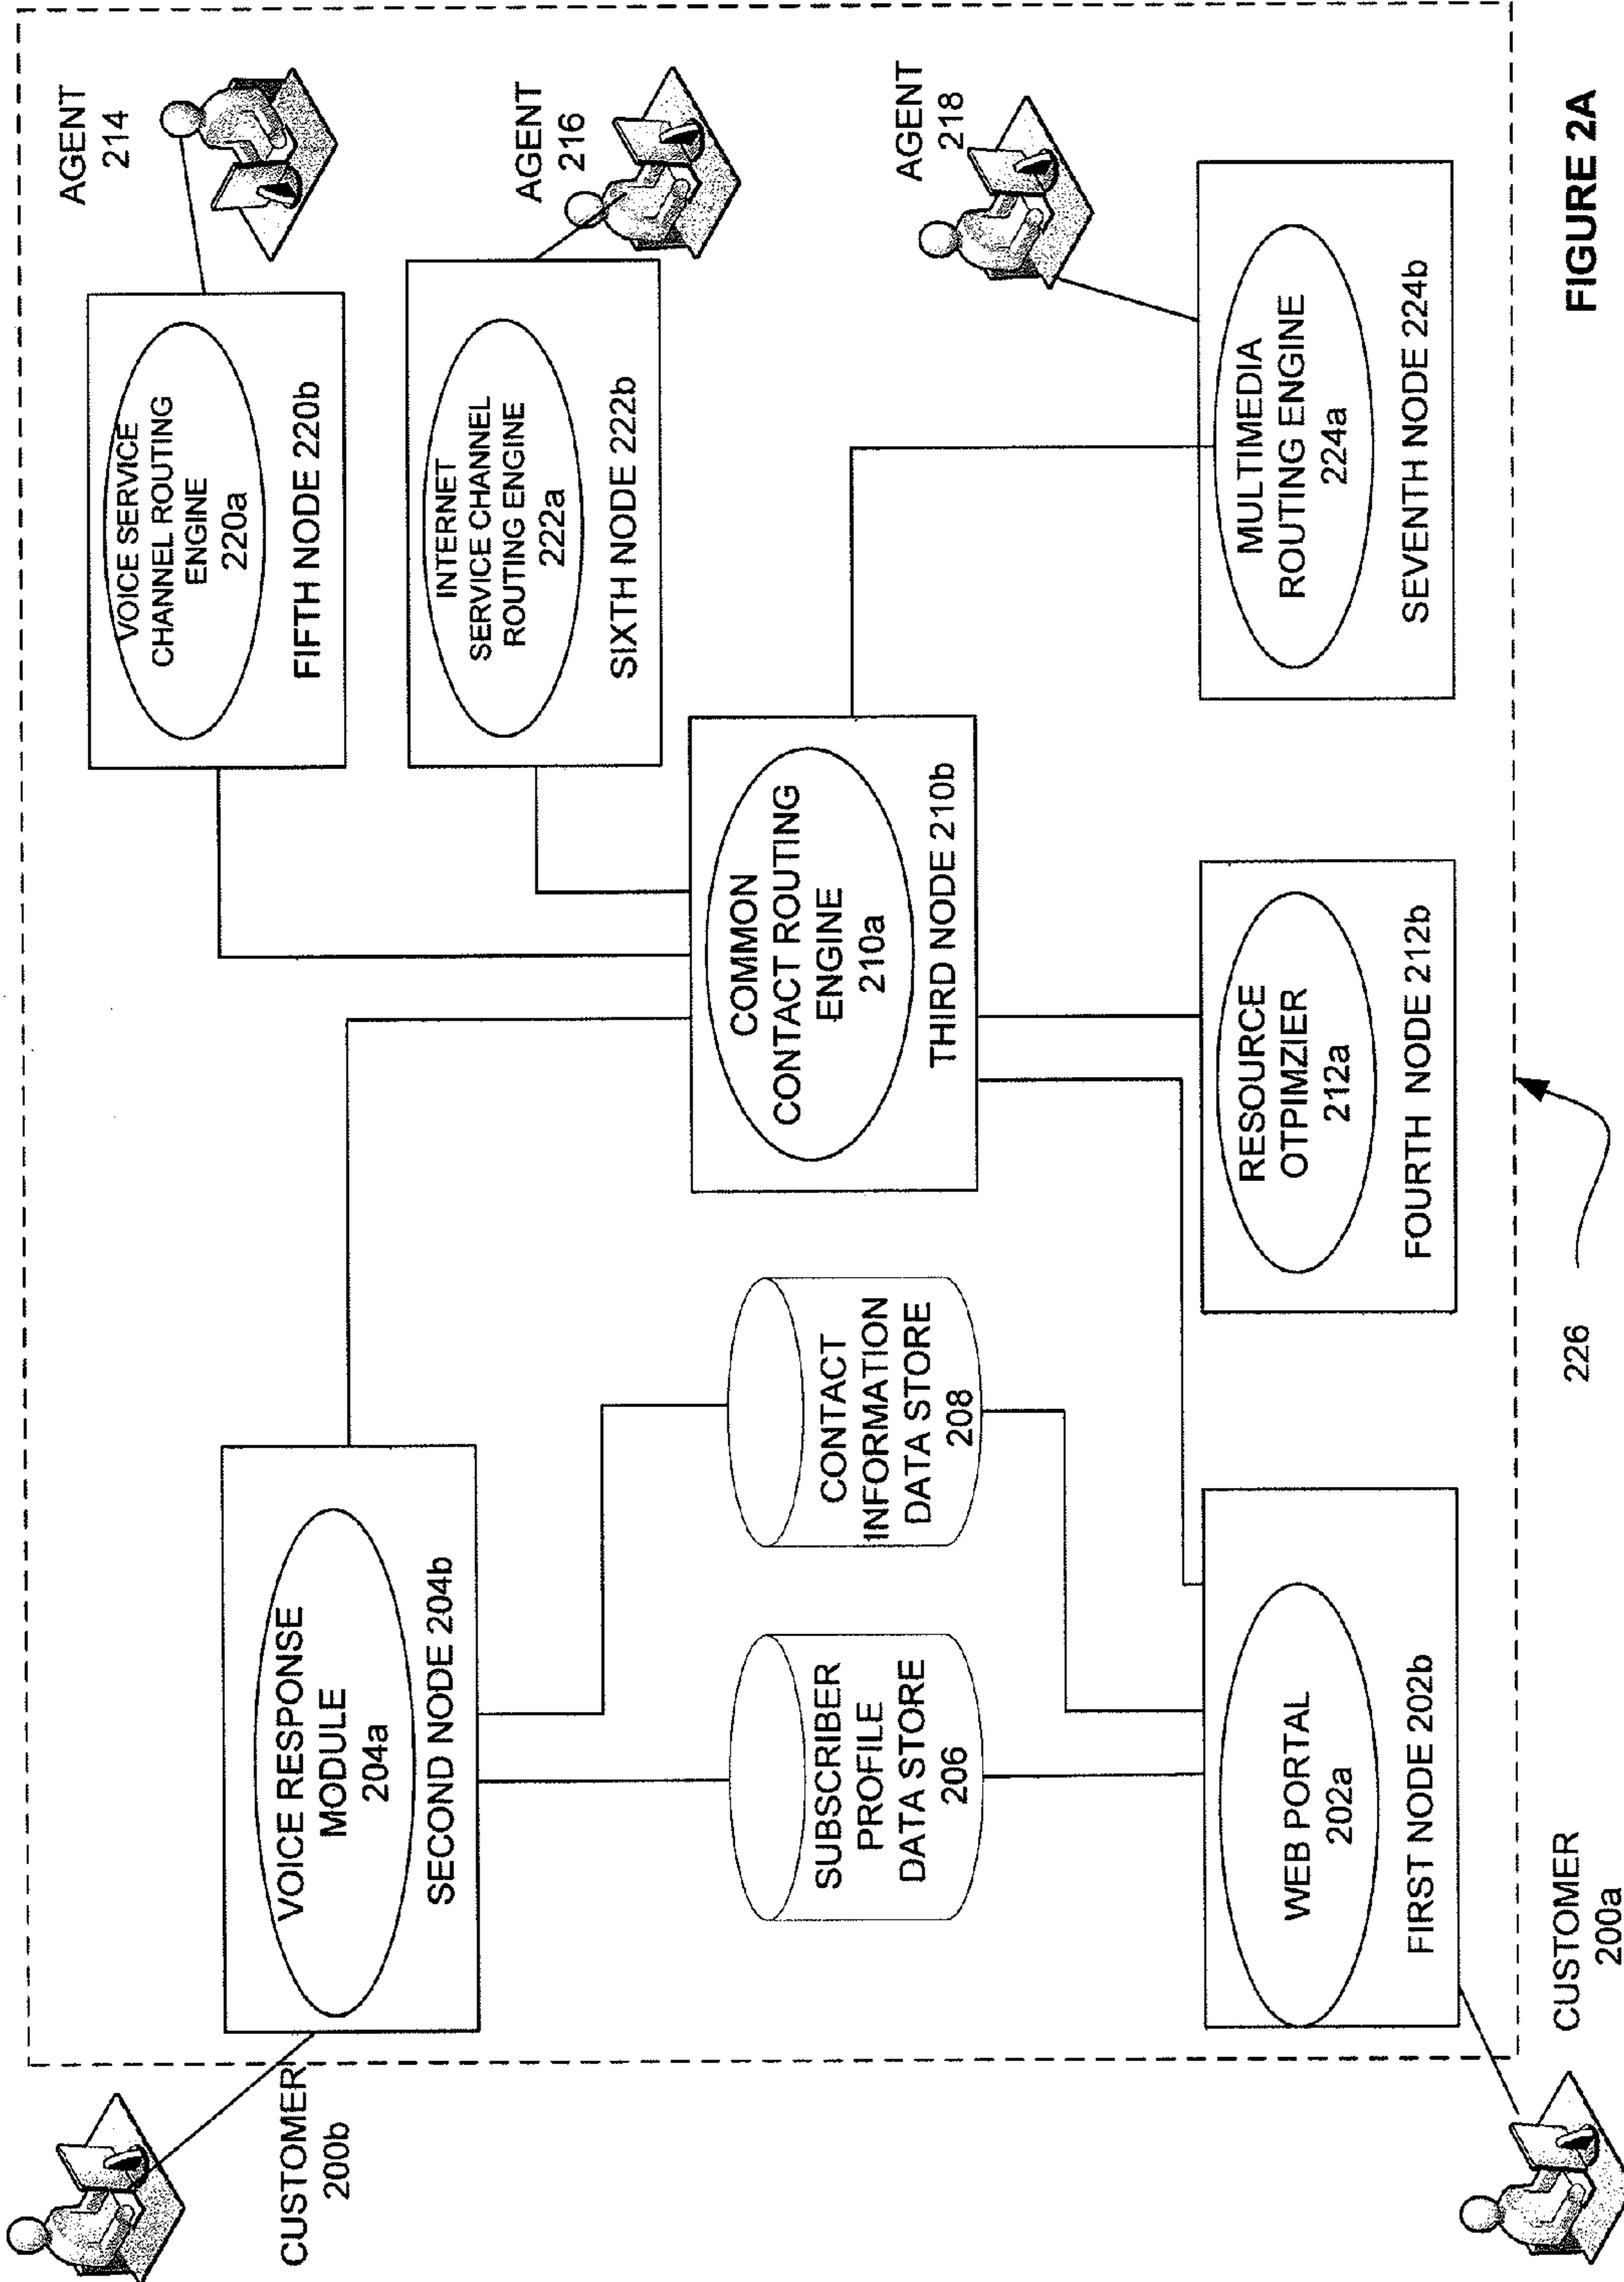 AGENT
214
AGENT
216
AGENT
218
VOICE SERVICE
CHANNEL ROUTING
ENGINE
220a
FIFTH NODE 220b
INTERNET
SERVICE CHANNEL
ROUTING ENGINE
222a
SIXTH NODE 222b
MULTIMEDIA
ROUTING ENGINE
224a
SEVENTH NODE 224b
COMMON
CONTACT ROUTING
ENGINE
210a
THIRD NODE 210b
RESOURCE
OTPIMZIER
212a
FOURTH NODE 212b
VOICE RESPONSE
MODULE
204a
SECOND NODE 204b
CONTACT
INFORMATION
DATA STORE
208
SUBSCRIBER
PROFILE
DATA STORE
206
WEB PORTAL
202a
FIRST NODE 202b
CUSTOMER
200b
CUSTOMER
200a
226
FIGURE 2A